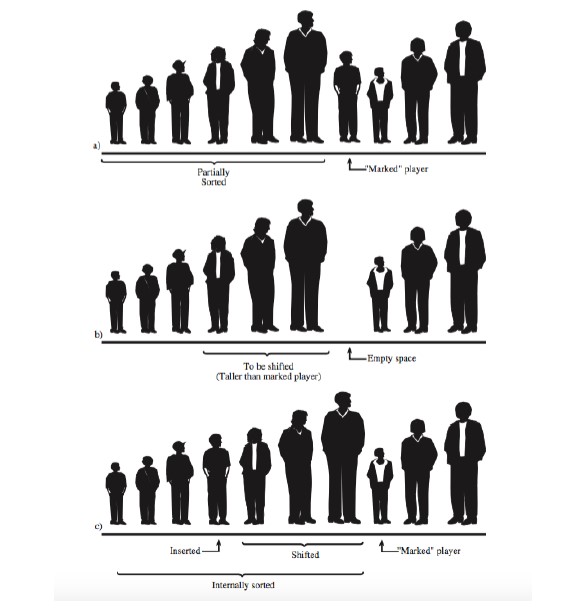 a)
Partially
Sorted
"Marked" player
b)
To be shifted
(Taller than marked player)
Empty space
c)
Inserted
Shifted
"Marked" player
Internally sorted